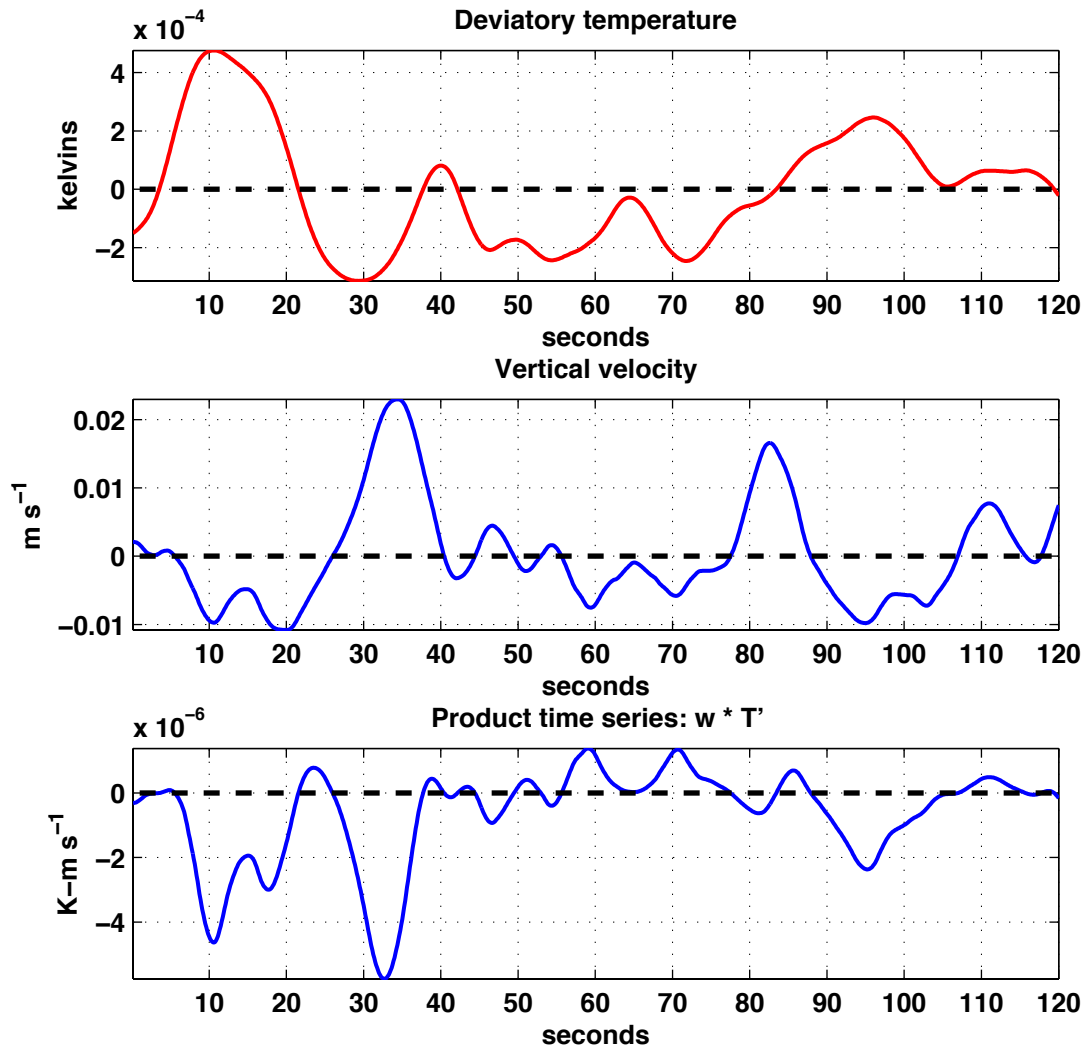 Deviatory temperature
x 10−4
4
2
0
−2
kelvins
10 20 30 40 50 60 70 80 90 100 110 120
seconds
Vertical velocity
0.02
0.01
0
−0.01
m s−1
10 20 30 40 50 60 70 80 90 100 110 120
seconds
Product time series: w * T’
x 10−6
0
−2
−4
K−m s−1
10 20 30 40 50 60 70 80 90 100 110 120
seconds